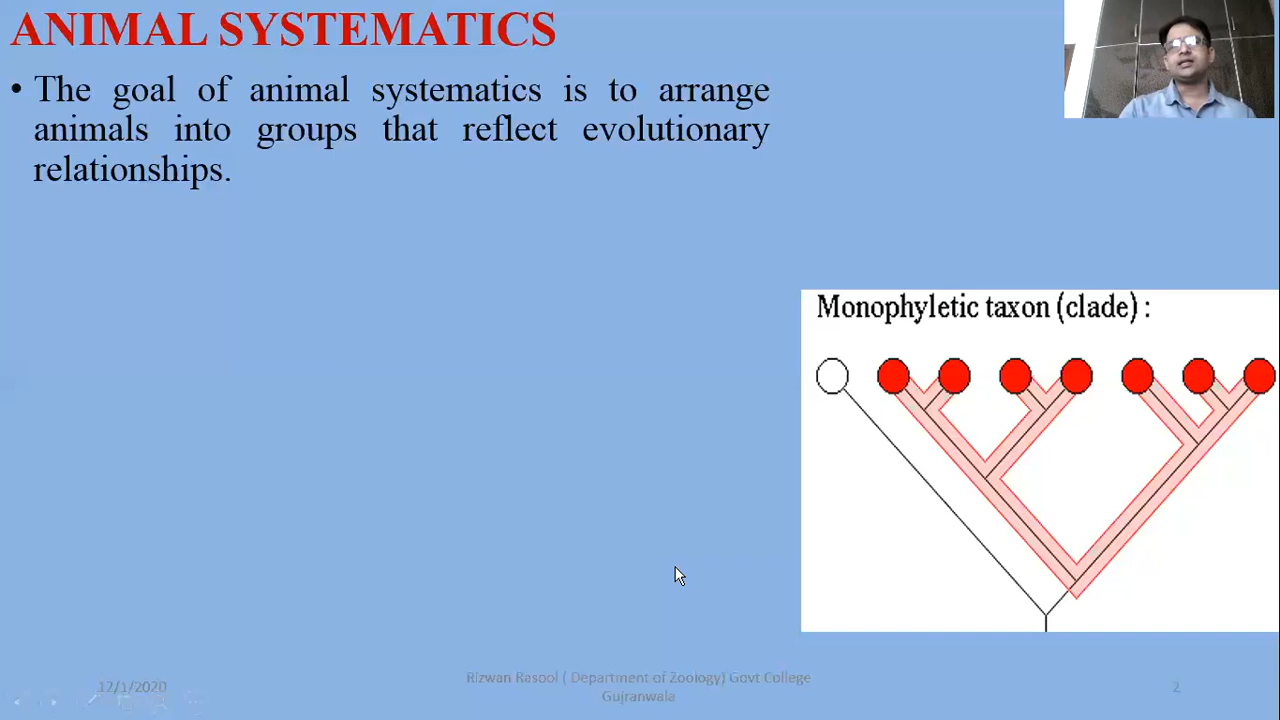 ANIMAL SYSTEMATICS
• The goal of animal systematics is to arrange
animals into groups that reflect evolutionary
relationships.
Monophyletic taxon (clade) :
12/1/2020
Rizwan Rasool ( Department of Zoology) Govt College
Gujranwala
2